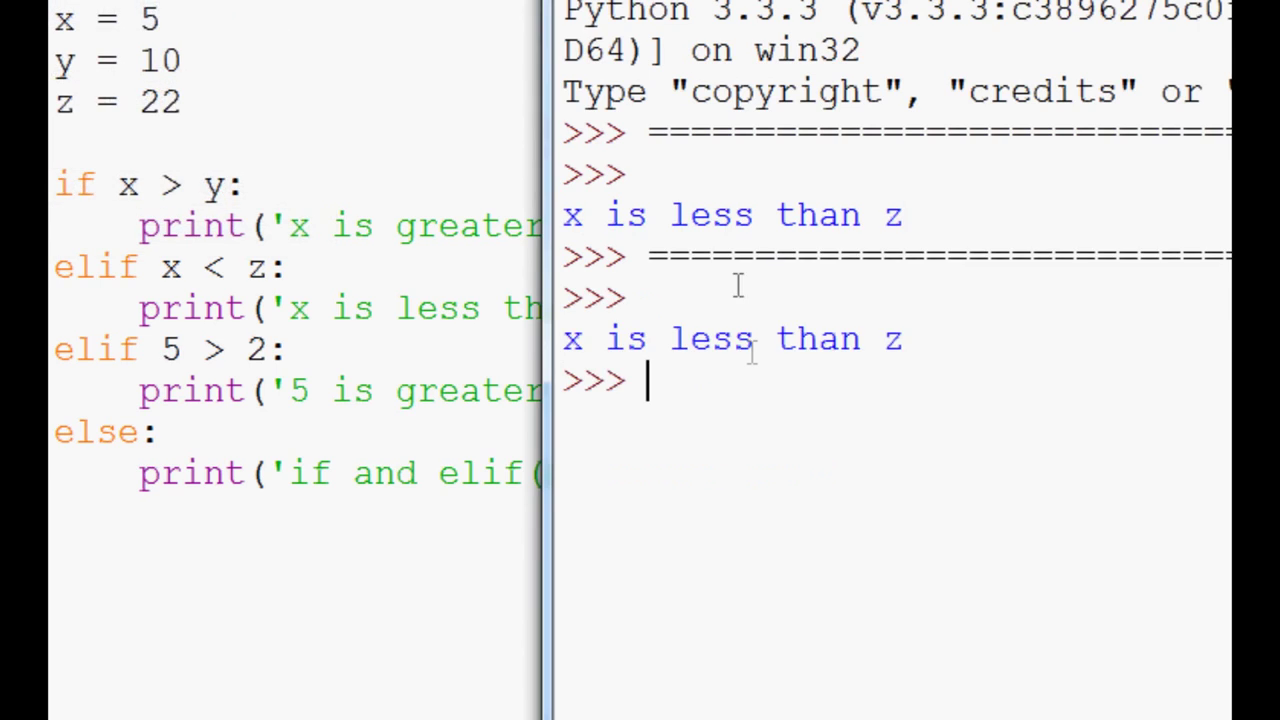 x = 5
y = 10
z = 22
if x > y:
print('x is greater
elif x < z:
print('x is less th
elif 5 > 2:
print('5 is greater
else:
print('if and elif(
Python 3.3.3 (v3.3.3:c3896275c0
D64)] on win32
Type "copyright", "credits" or
>>> ============================
>>>
x is less than z
>>> ============================
>>>
x is less than z
>>>